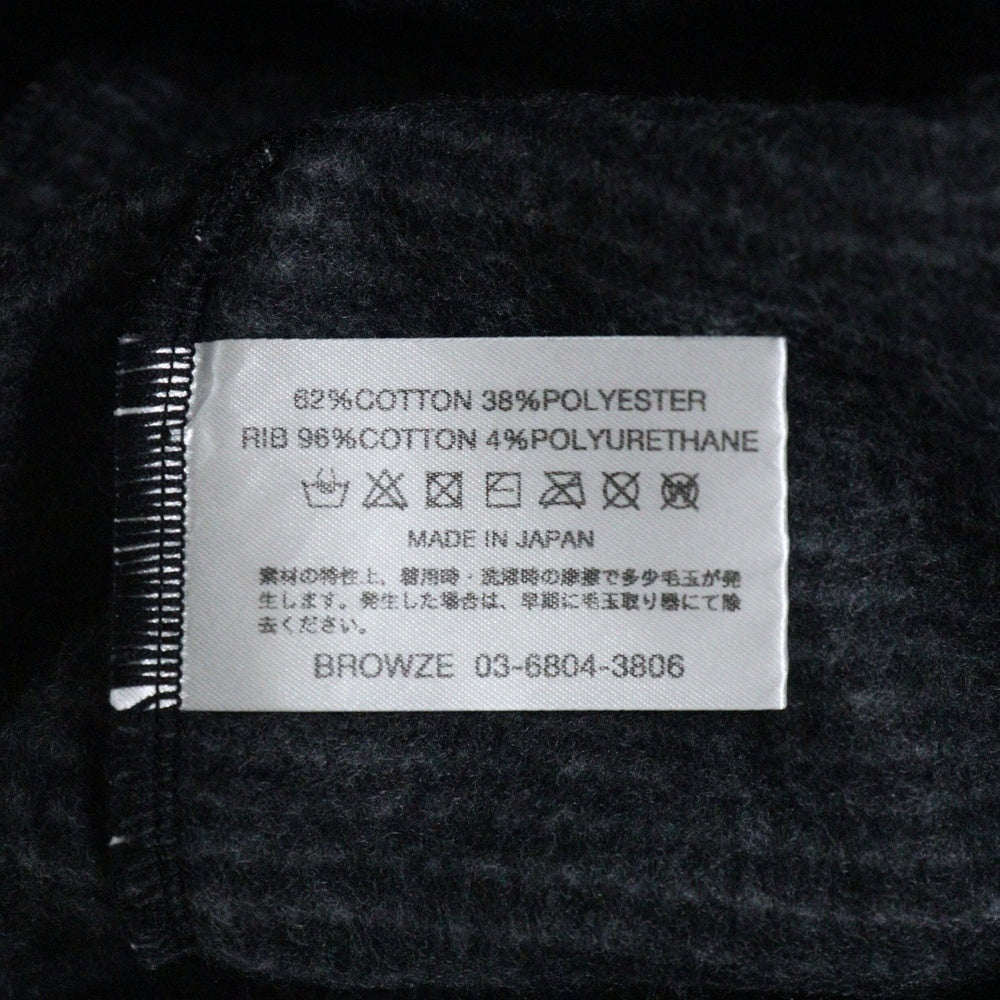 62%COTTON 38%POLYESTER
RIB 96%COTTON 4%POLYURETHANE
MADE IN JAPAN
素材の特性上、着用時・洗濯時の摩擦で多少毛玉が発
生します。発生した場合は、早期に毛玉取り器にて除
去ください。
BROWZE 03-6804-3806